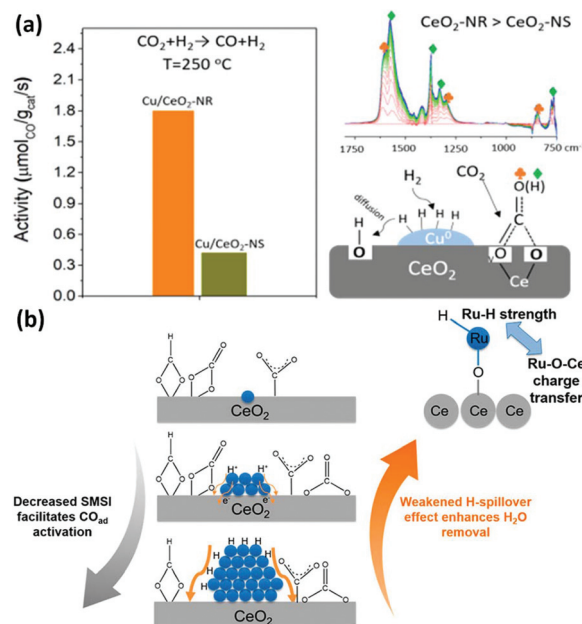 (a)
2.4
2.1
1.8
1.5
1.2
0.9
0.6
0.3
0.0
Activity (μmolCO/gcat/s)
CO2+H2→ CO+H2
T=250 °C
Cu/CeO2-NR
Cu/CeO2-NS
CeO2-NR > CeO2-NS
1800 1500 1200 900 750 cm-1
H2
CO2
O(H)
C
diffusion
H
H H H H
O
Cu0
O O
Ce
CeO2
(b)
H
O
O
O
CeO2
H Ru-H strength
Ru
O
Ru-O-Ce
charge
transfer
Ce Ce Ce
H
O
H+ H+
O O
O
e e
CeO2
Decreased SMSI
facilitates COad
activation
Weakened H-spillover
effect enhances H2O
removal
H
O
H H H
H H
H H
H
O O
O
CeO2